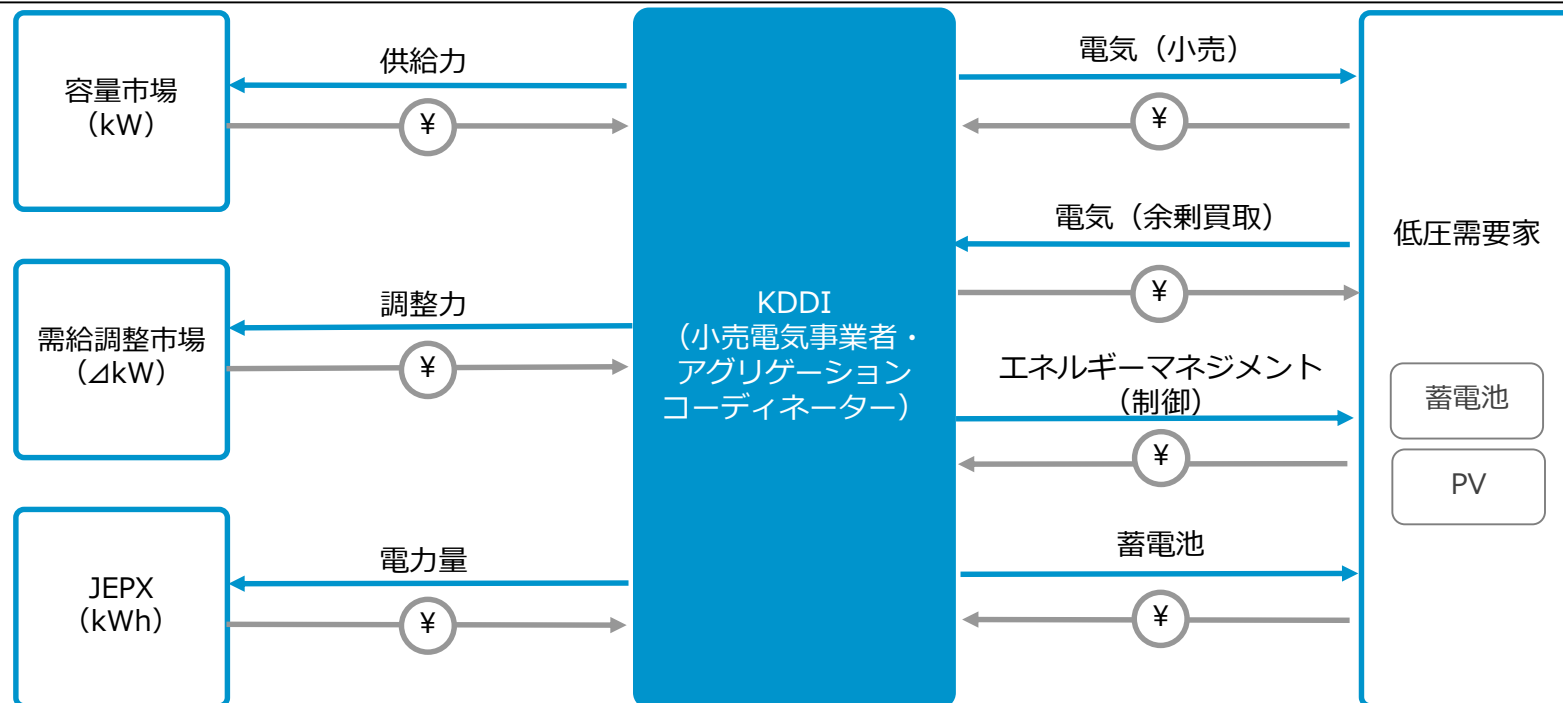 容量市場
（kW）
供給力
¥
需給調整市場
（⊿kW）
調整力
¥
JEPX
（kWh）
電力量
¥
KDDI
（小売電気事業者・
アグリゲーション
コーディネーター）
電気（小売）
¥
電気（余剰買取）
¥
エネルギーマネジメント
（制御）
¥
蓄電池
¥
低圧需要家
蓄電池
PV